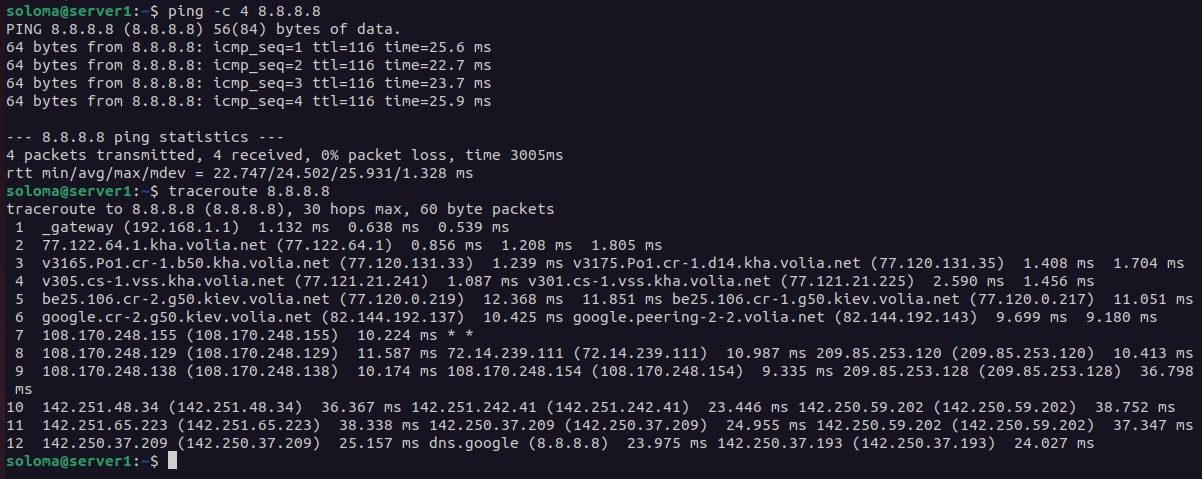 soloma@server1:~$ ping -c 4 8.8.8.8
PING 8.8.8.8 (8.8.8.8) 56(84) bytes of data.
64 bytes from 8.8.8.8: icmp_seq=1 ttl=116 time=25.6 ms
64 bytes from 8.8.8.8: icmp_seq=2 ttl=116 time=22.7 ms
64 bytes from 8.8.8.8: icmp_seq=3 ttl=116 time=23.7 ms
64 bytes from 8.8.8.8: icmp_seq=4 ttl=116 time=25.9 ms

--- 8.8.8.8 ping statistics ---
4 packets transmitted, 4 received, 0% packet loss, time 3005ms
rtt min/avg/max/mdev = 22.747/24.502/25.931/1.328 ms
soloma@server1:~$ traceroute 8.8.8.8
traceroute to 8.8.8.8 (8.8.8.8), 30 hops max, 60 byte packets
 1  _gateway (192.168.1.1)  1.132 ms  0.638 ms  0.539 ms
 2  77.122.64.1.kha.volia.net (77.122.64.1)  0.856 ms  1.208 ms  1.805 ms
 3  v3165.Po1.cr-1.b50.kha.volia.net (77.120.131.33)  1.239 ms v3175.Po1.cr-1.d14.kha.volia.net (77.120.131.35)  1.408 ms  1.704 ms
 4  v305.cs-1.vss.kha.volia.net (77.121.21.241)  1.087 ms v301.cs-1.vss.kha.volia.net (77.121.21.225)  2.590 ms  1.456 ms
 5  be25.106.cr-2.g50.kiev.volia.net (77.120.0.219)  12.368 ms  11.851 ms be25.106.cr-1.g50.kiev.volia.net (77.120.0.217)  11.051 ms
 6  google.cr-2.g50.kiev.volia.net (82.144.192.137)  10.425 ms google.peering-2-2.volia.net (82.144.192.143)  9.699 ms  9.180 ms
 7  108.170.248.155 (108.170.248.155)  10.224 ms * *
 8  108.170.248.129 (108.170.248.129)  11.587 ms 72.14.239.111 (72.14.239.111)  10.987 ms 209.85.253.120 (209.85.253.120)  10.413 ms
 9  108.170.248.138 (108.170.248.138)  10.174 ms 108.170.248.154 (108.170.248.154)  9.335 ms 209.85.253.128 (209.85.253.128)  36.798
 ms
10  142.251.48.34 (142.251.48.34)  36.367 ms 142.251.242.41 (142.251.242.41)  23.446 ms 142.250.59.202 (142.250.59.202)  38.752 ms
11  142.251.65.223 (142.251.65.223)  38.338 ms 142.250.37.209 (142.250.37.209)  24.955 ms 142.250.59.202 (142.250.59.202)  37.347 ms
12  142.250.37.209 (142.250.37.209)  25.157 ms dns.google (8.8.8.8)  23.975 ms 142.250.37.193 (142.250.37.193)  24.027 ms
soloma@server1:~$